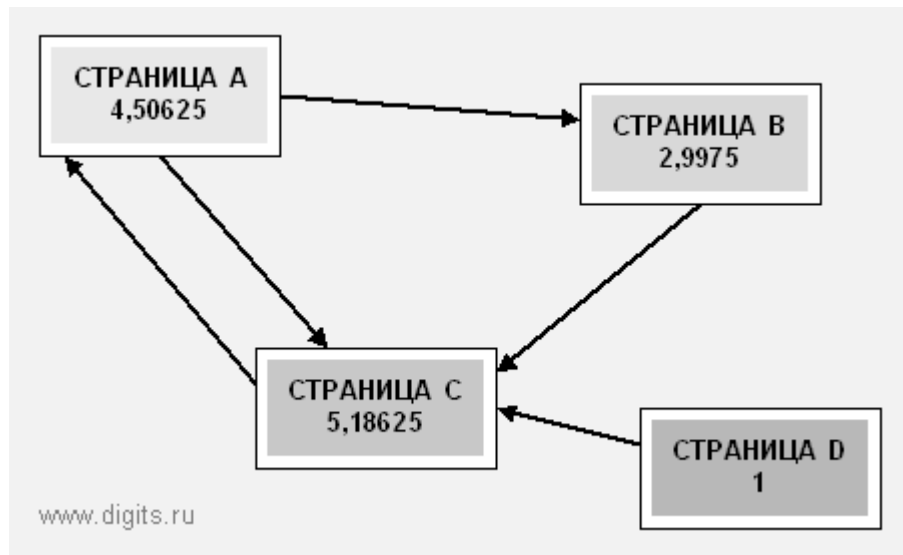 СТРАНИЦА A
4,50625
СТРАНИЦА B
2,9975
СТРАНИЦА C
5,18625
СТРАНИЦА D
1
www.digits.ru